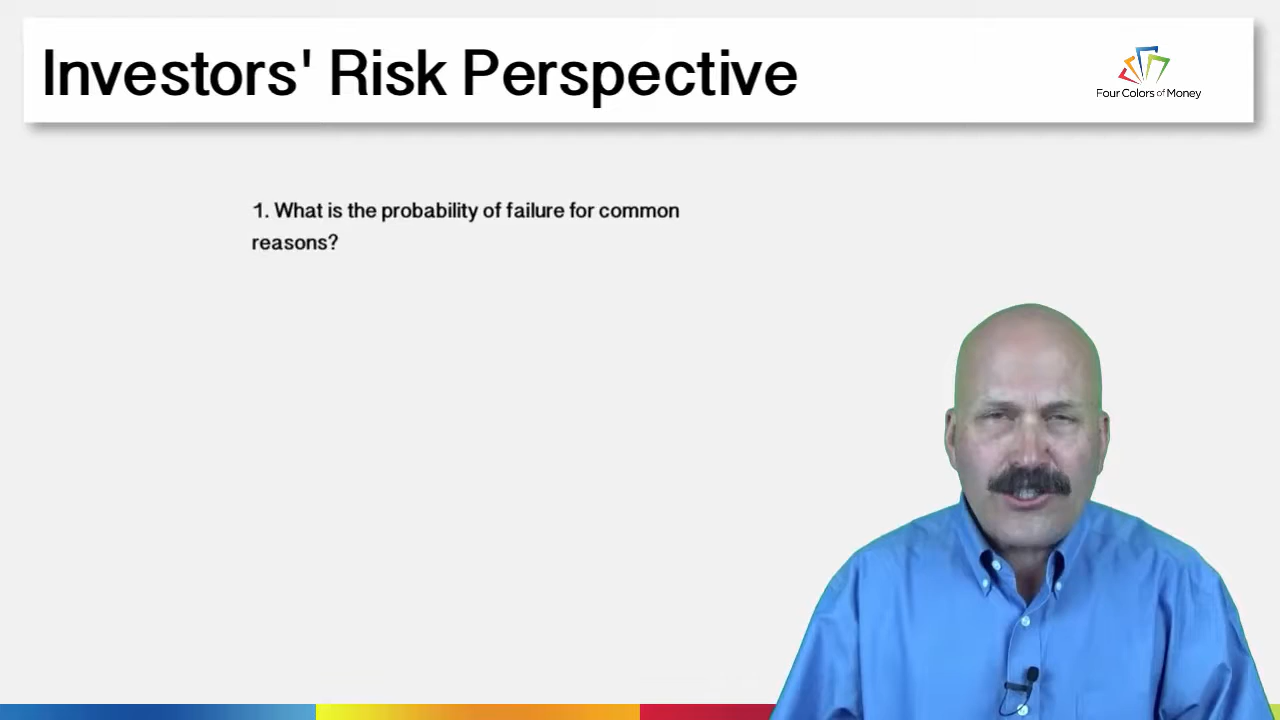 Investors' Risk Perspective
Four Colors of Money
1. What is the probability of failure for common
reasons?